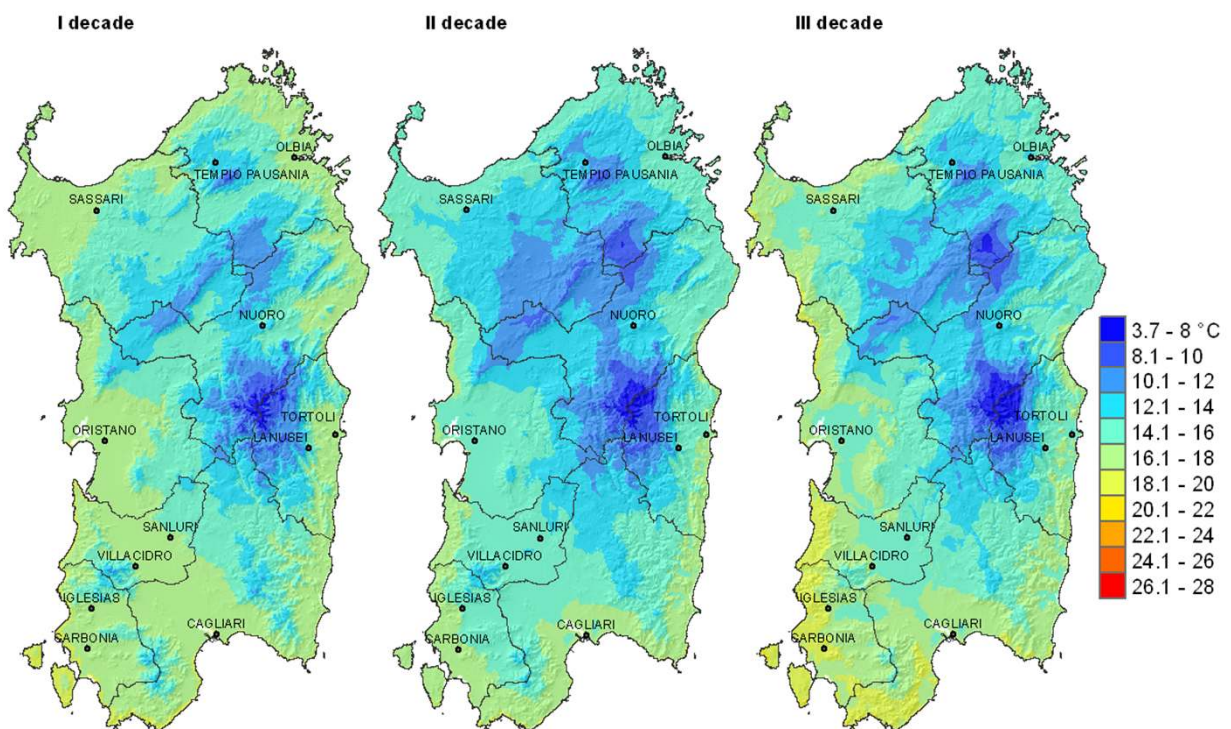 I decade
II decade
III decade
OLBIA
TEMPIO PAUSANIA
SASSARI
NUORO
TORTOLI
ORISTANO
LANUSEI
SANLURI
VILLACIDRO
IGLESIAS
CAGLIARI
CARBONIA
OLBIA
TEMPIO PAUSANIA
SASSARI
NUORO
TORTOLI
ORISTANO
LANUSEI
SANLURI
VILLACIDRO
IGLESIAS
CAGLIARI
CARBONIA
OLBIA
TEMPIO PAUSANIA
SASSARI
NUORO
TORTOLI
ORISTANO
LANUSEI
SANLURI
VILLACIDRO
IGLESIAS
CAGLIARI
CARBONIA
3.7 - 8 °C
8.1 - 10
10.1 - 12
12.1 - 14
14.1 - 16
16.1 - 18
18.1 - 20
20.1 - 22
22.1 - 24
24.1 - 26
26.1 - 28